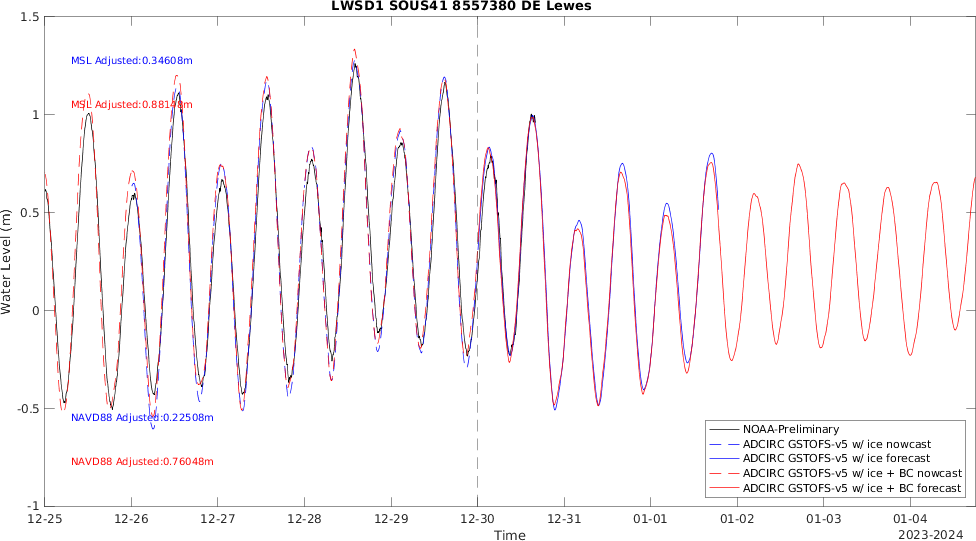 LWSD1 SOUS41 8557380 DE Lewes
1.5
1
0.5
0
-0.5
-1
Water Level (m)
MSL Adjusted:0.34608m
MSL Adjusted:0.88148m
NAVD88 Adjusted:0.22508m
NAVD88 Adjusted:0.76048m
NOAA-Preliminary
ADCIRC GSTOFS-v5 w/ ice nowcast
ADCIRC GSTOFS-v5 w/ ice forecast
ADCIRC GSTOFS-v5 w/ ice + BC nowcast
ADCIRC GSTOFS-v5 w/ ice + BC forecast
12-25 12-26 12-27 12-28 12-29 12-30 12-31 01-01 01-02 01-03 01-04
Time
2023-2024